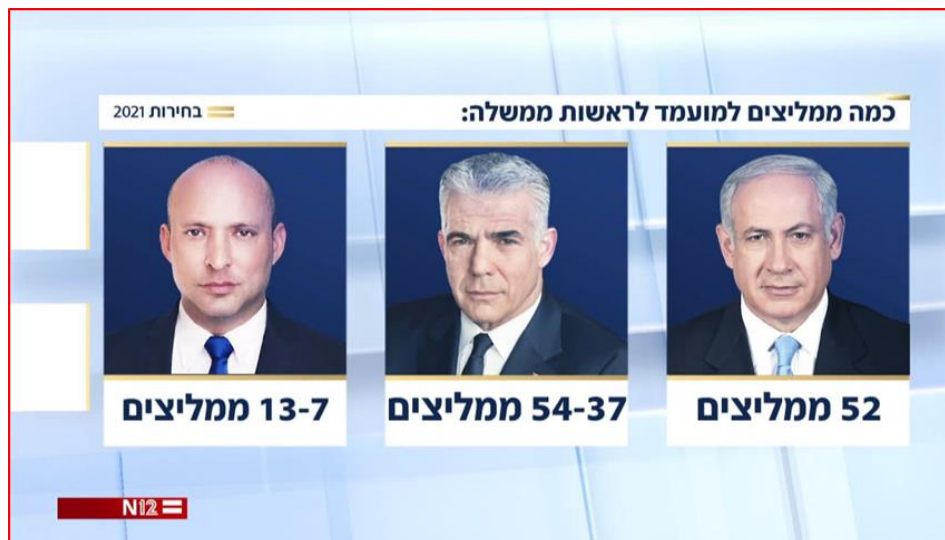 כמה ממליצים למועמד לראשות ממשלה:
בחירות 2021
52 ממליצים
54-37 ממליצים
13-7 ממליצים
N12